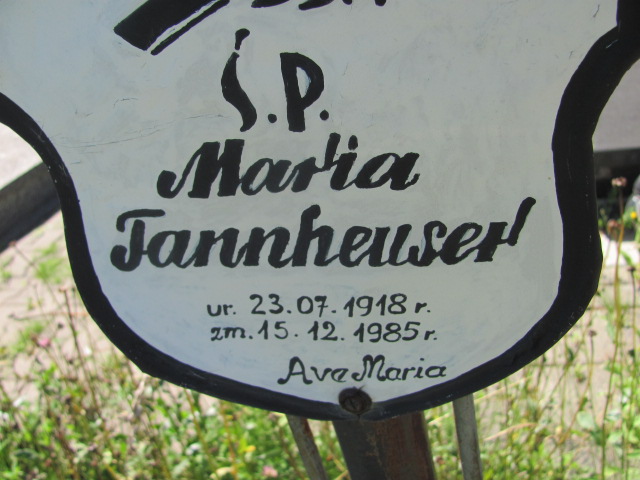 Ś.P.
Maria
Tannheuser
ur. 23.07.1918 r.
zm. 15.12.1985 r.
Ave Maria